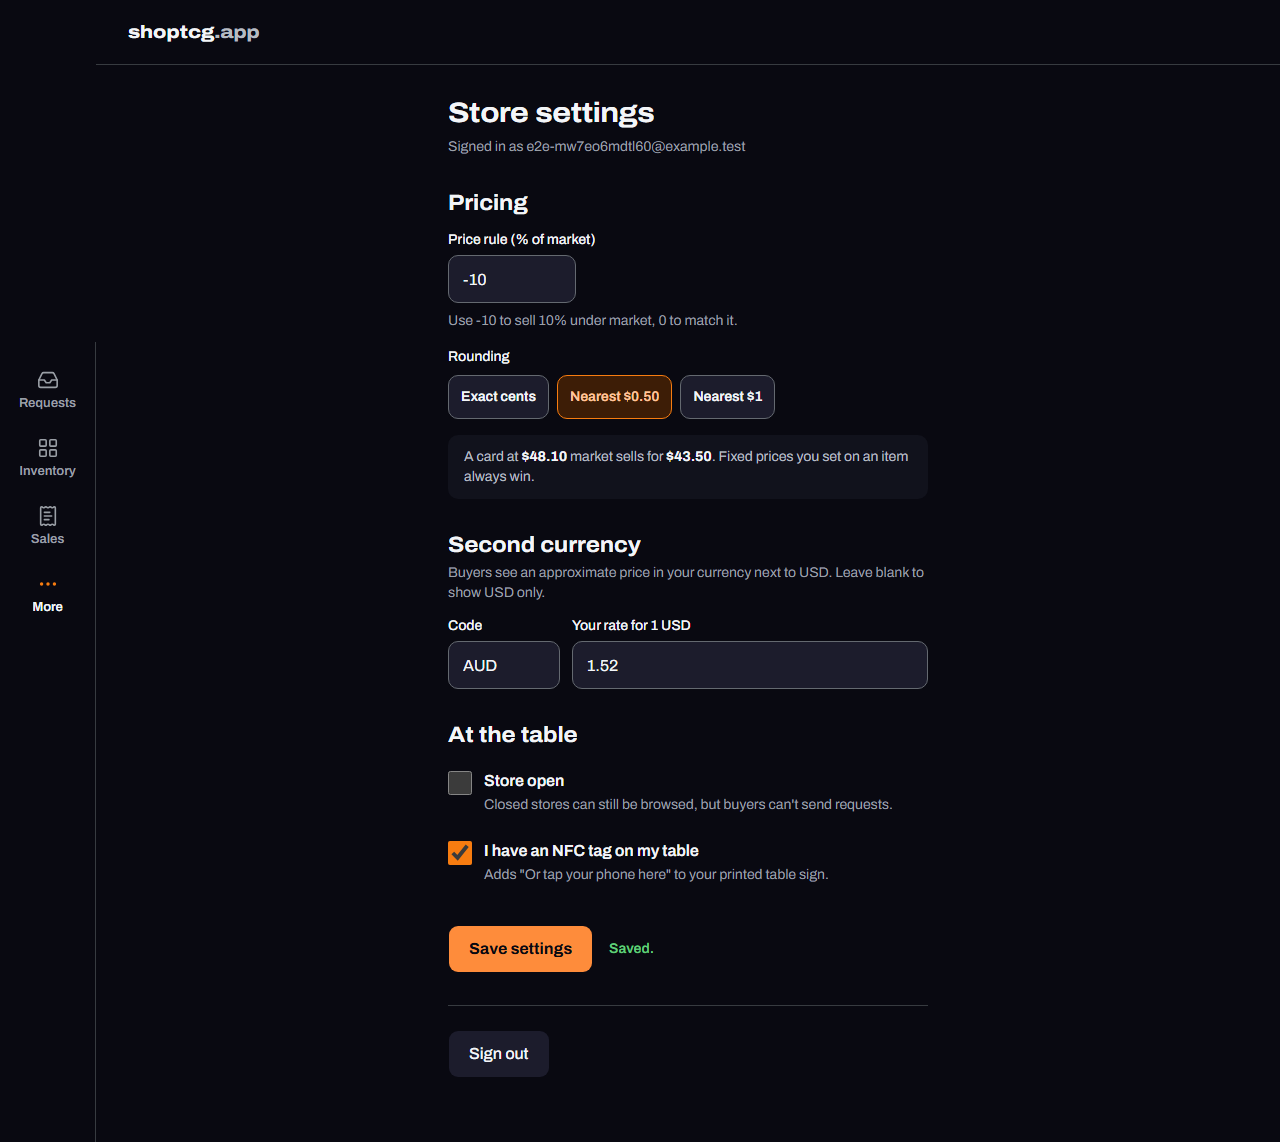 shoptcg.app
Store settings
Signed in as e2e-mw7eo6mdtl60@example.test
Pricing
Price rule (% of market)
-10
Use -10 to sell 10% under market, 0 to match it.
Rounding
Exact cents
Nearest $0.50
Nearest $1
A card at $48.10 market sells for $43.50. Fixed prices you set on an item
always win.
Requests
Inventory
Sales
More
Second currency
Buyers see an approximate price in your currency next to USD. Leave blank to
show USD only.
Code
Your rate for 1 USD
AUD
1.52
At the table
Store open
Closed stores can still be browsed, but buyers can't send requests.
I have an NFC tag on my table
Adds "Or tap your phone here" to your printed table sign.
Save settings
Saved.
Sign out